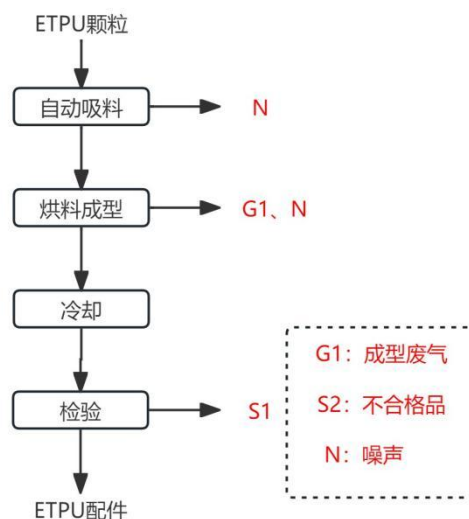 ETPU颗粒
自动吸料 N
烘料成型 G1、N
冷却
G1：成型废气
S2：不合格品
检验 S1
N：噪声
ETPU配件